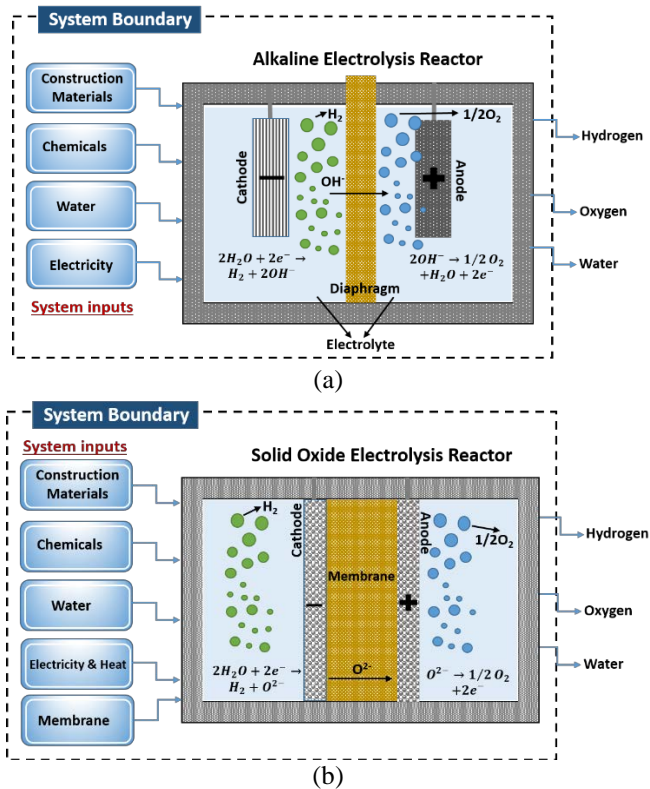 System Boundary
Alkaline Electrolysis Reactor
Construction
Materials
Chemicals
Water
Electricity
System inputs
Cathode
H₂
OH⁻
1/2O₂
Anode
2H₂O + 2e⁻ →
H₂ + 2OH⁻
2OH⁻ → 1/2 O₂
+H₂O + 2e⁻
Diaphragm
Electrolyte
Hydrogen
Oxygen
Water
(a)
System Boundary
System inputs
Solid Oxide Electrolysis Reactor
Construction
Materials
Chemicals
Water
Electricity & Heat
Membrane
H₂
Cathode
Membrane
Anode
1/2O₂
2H₂O + 2e⁻ →
H₂ + O²⁻
O²⁻
O²⁻ → 1/2 O₂
+2e⁻
Hydrogen
Oxygen
Water
(b)